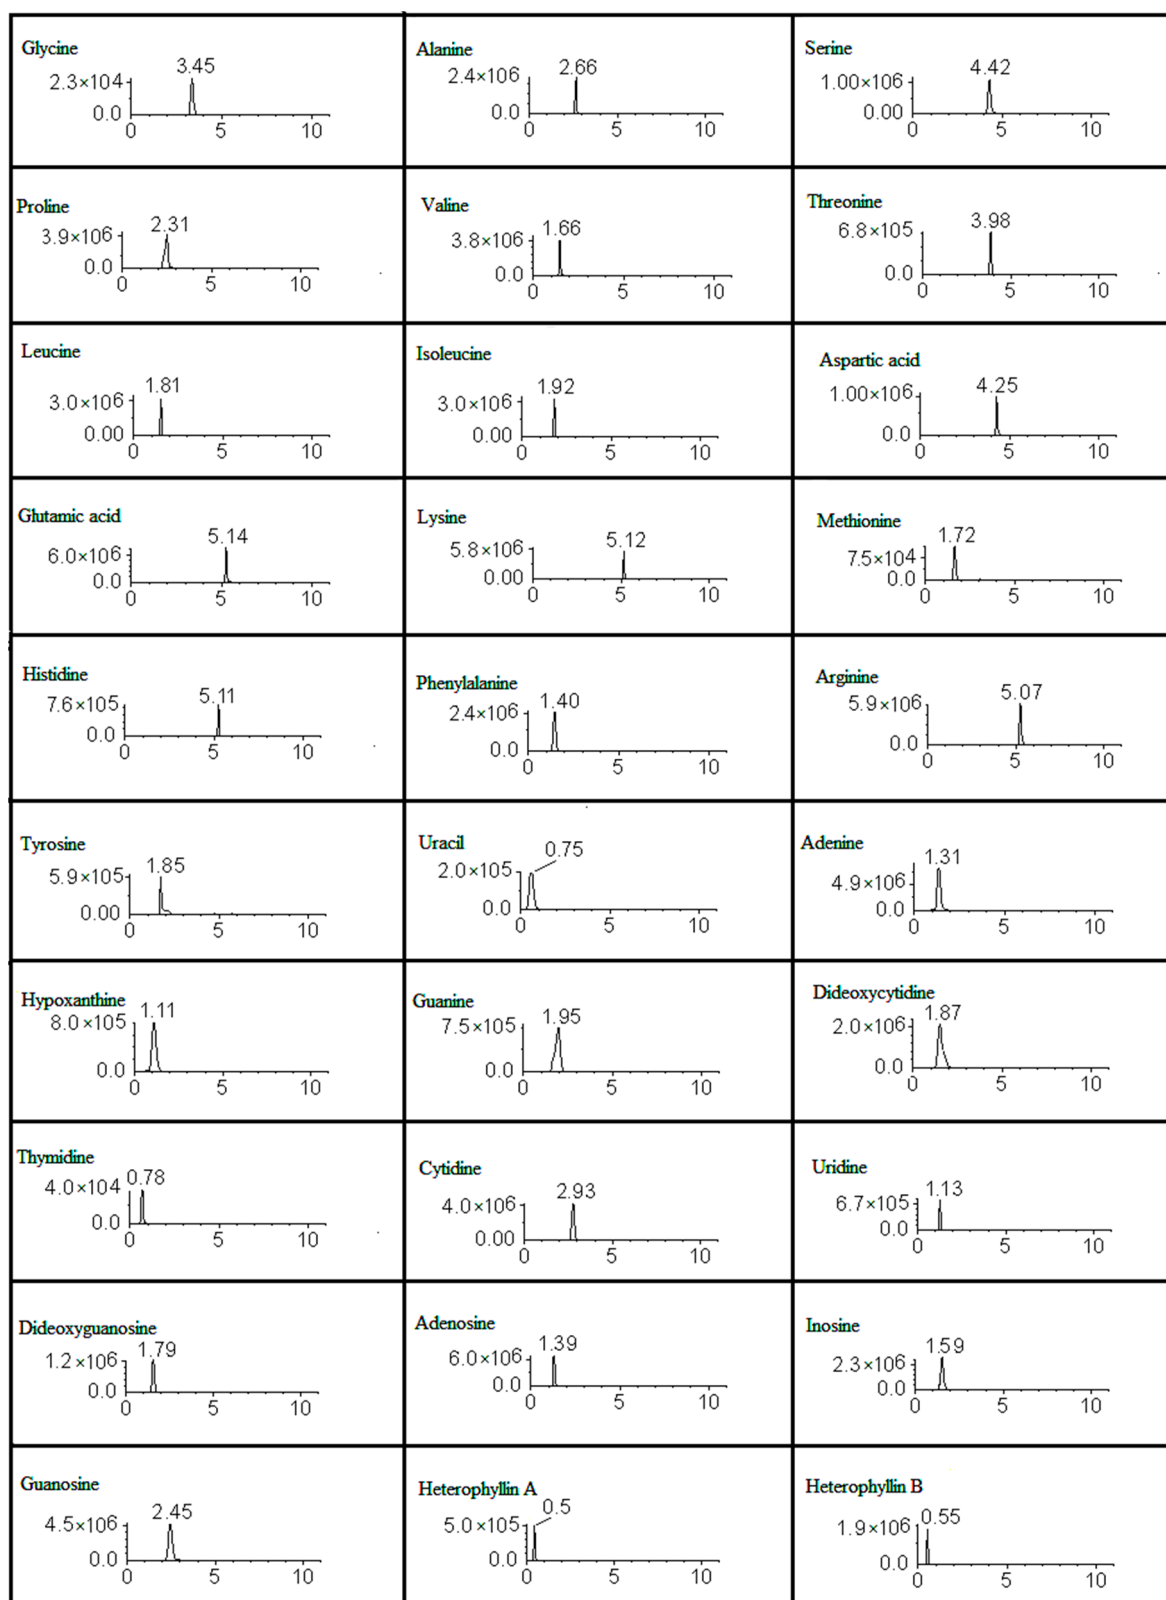 Glycine
3.45
2.3×104
0.0
0 5 10
Alanine
2.66
2.4×106
0.0
0 5 10
Serine
4.42
1.00×106
0.00
0 5 10
Proline
2.31
3.9×106
0.0
0 5 10
Valine
1.66
3.8×106
0.0
0 5 10
Threonine
3.98
6.8×105
0.0
0 5 10
Leucine
1.81
3.0×106
0.00
0 5 10
Isoleucine
1.92
3.0×106
0.00
0 5 10
Aspartic acid
4.25
1.00×106
0.0
0 5 10
Glutamic acid
5.14
6.0×106
0.0
0 5 10
Lysine
5.12
5.8×106
0.00
0 5 10
Methionine
1.72
7.5×104
0.0
0 5 10
Histidine
5.11
7.6×105
0.0
0 5 10
Phenylalanine
1.40
2.4×106
0.0
0 5 10
Arginine
5.07
5.9×106
0.0
0 5 10
Tyrosine
1.85
5.9×105
0.00
0 5 10
Uracil
0.75
2.0×105
0.0
0 5 10
Adenine
1.31
4.9×106
0.0
0 5 10
Hypoxanthine
1.11
8.0×105
0.0
0 5 10
Guanine
1.95
7.5×105
0.0
0 5 10
Dideoxycytidine
1.87
2.0×106
0.0
0 5 10
Thymidine
0.78
4.0×104
0.0
0 5 10
Cytidine
2.93
4.0×106
0.00
0 5 10
Uridine
1.13
6.7×105
0.0
0 5 10
Dideoxyguanosine
1.79
1.2×106
0.0
0 5 10
Adenosine
1.39
6.0×106
0.0
0 5 10
Inosine
1.59
2.3×106
0.0
0 5 10
Guanosine
2.45
4.5×106
0.0
0 5 10
Heterophyllin A
0.5
5.0×105
0.0
0 5 10
Heterophyllin B
0.55
1.9×106
0.0
0 5 10